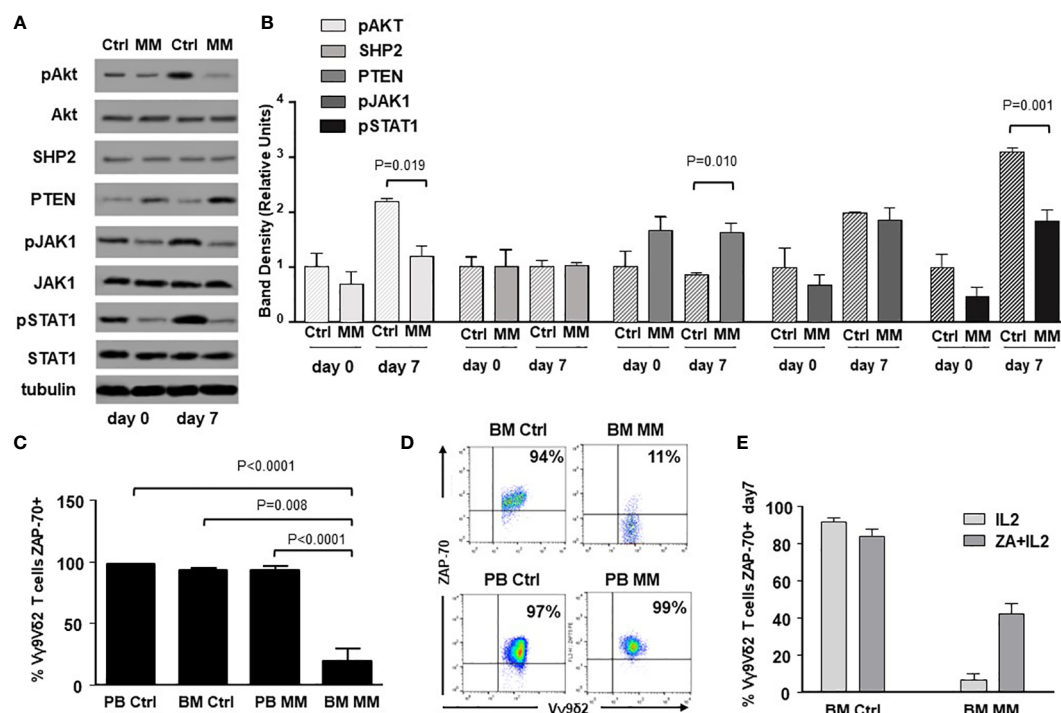 A
Ctrl MM Ctrl MM
pAkt
Akt
SHP2
PTEN
pJAK1
JAK1
pSTAT1
STAT1
tubulin
day 0 day 7
B
pAKT
SHP2
PTEN
pJAK1
pSTAT1
Band Density (Relative Units)
4
3
2
1
0
P=0.019
P=0.010
P=0.001
Ctrl MM Ctrl MM Ctrl MM Ctrl MM Ctrl MM Ctrl MM Ctrl MM Ctrl MM Ctrl MM Ctrl MM
day 0 day 7 day 0 day 7 day 0 day 7 day 0 day 7 day 0 day 7
C
P<0.0001
P=0.008
P<0.0001
% Vγ9Vδ2 T cells ZAP-70+
150
100
50
0
PB Ctrl BM Ctrl PB MM BM MM
D
BM Ctrl BM MM
94% 11%
ZAP-70
PB Ctrl PB MM
97% 99%
Vγ9δ2
E
% Vγ9Vδ2 T cells ZAP-70+ day7
100
80
60
40
20
0
IL2
ZA+IL2
BM Ctrl BM MM